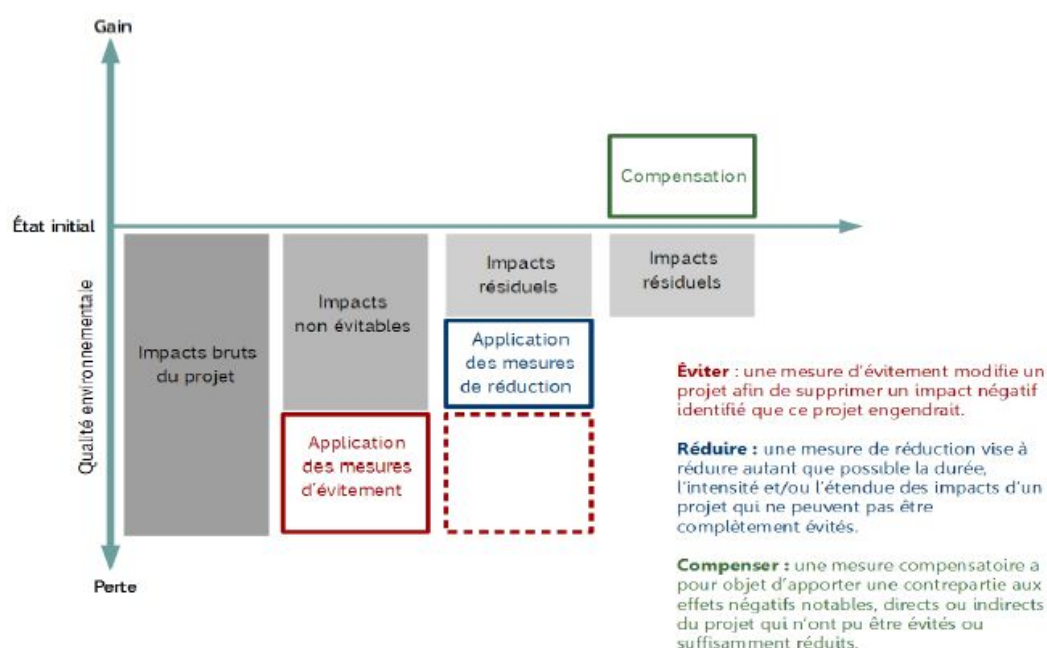 Gain
Compensation
État initial
Qualité environnementale
Impacts bruts
du projet
Impacts
non évitables
Application
des mesures
d'évitement
Impacts
résiduels
Application
des mesures
de réduction
Impacts
résiduels
Perte
Éviter : une mesure d'évitement modifie un
projet afin de supprimer un impact négatif
identifié que ce projet engendrait.
Réduire : une mesure de réduction vise à
réduire autant que possible la durée,
l'intensité et/ou l'étendue des impacts d'un
projet qui ne peuvent pas être
complètement évités.
Compenser : une mesure compensatoire a
pour objet d'apporter une contrepartie aux
effets négatifs notables, directs ou indirects
du projet qui n'ont pu être évités ou
suffisamment réduits.